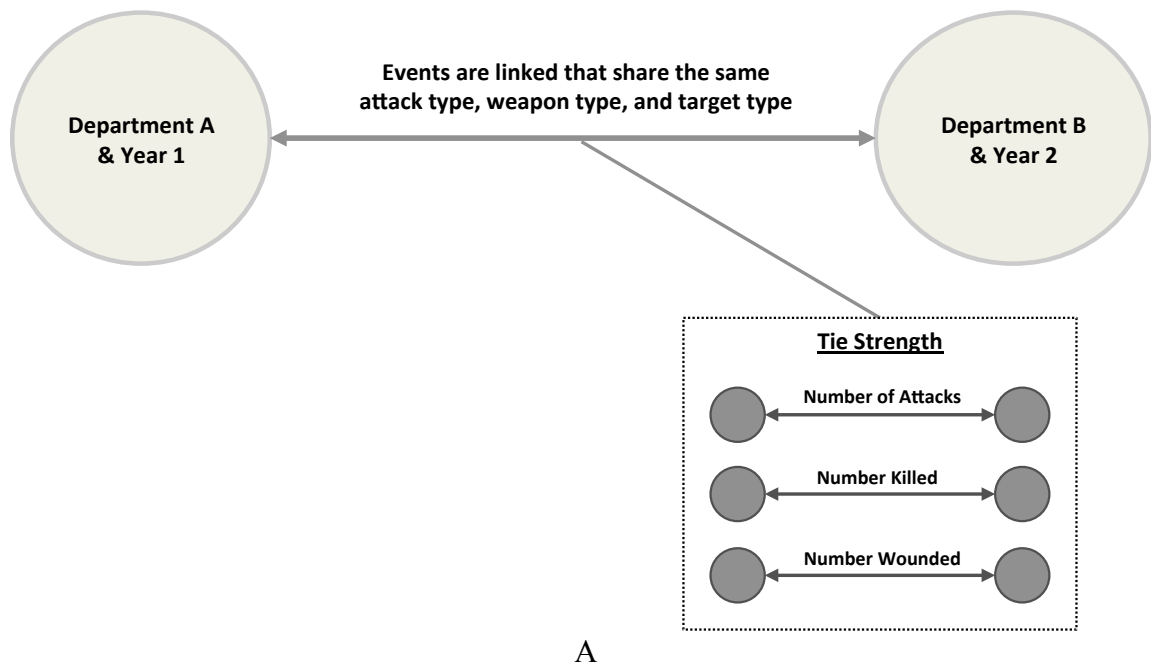 Events are linked that share the same
attack type, weapon type, and target type
Department A
& Year 1
Department B
& Year 2
Tie Strength
Number of Attacks
Number Killed
Number Wounded
A